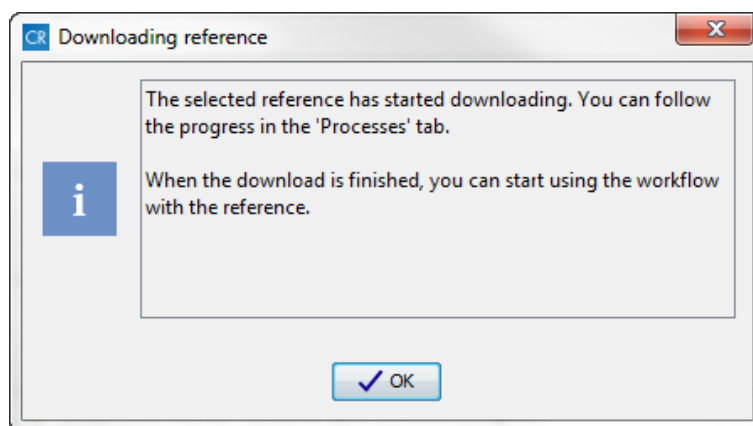 CR Downloading reference
The selected reference has started downloading. You can follow
the progress in the 'Processes' tab.
When the download is finished, you can start using the workflow
with the reference.
i
OK